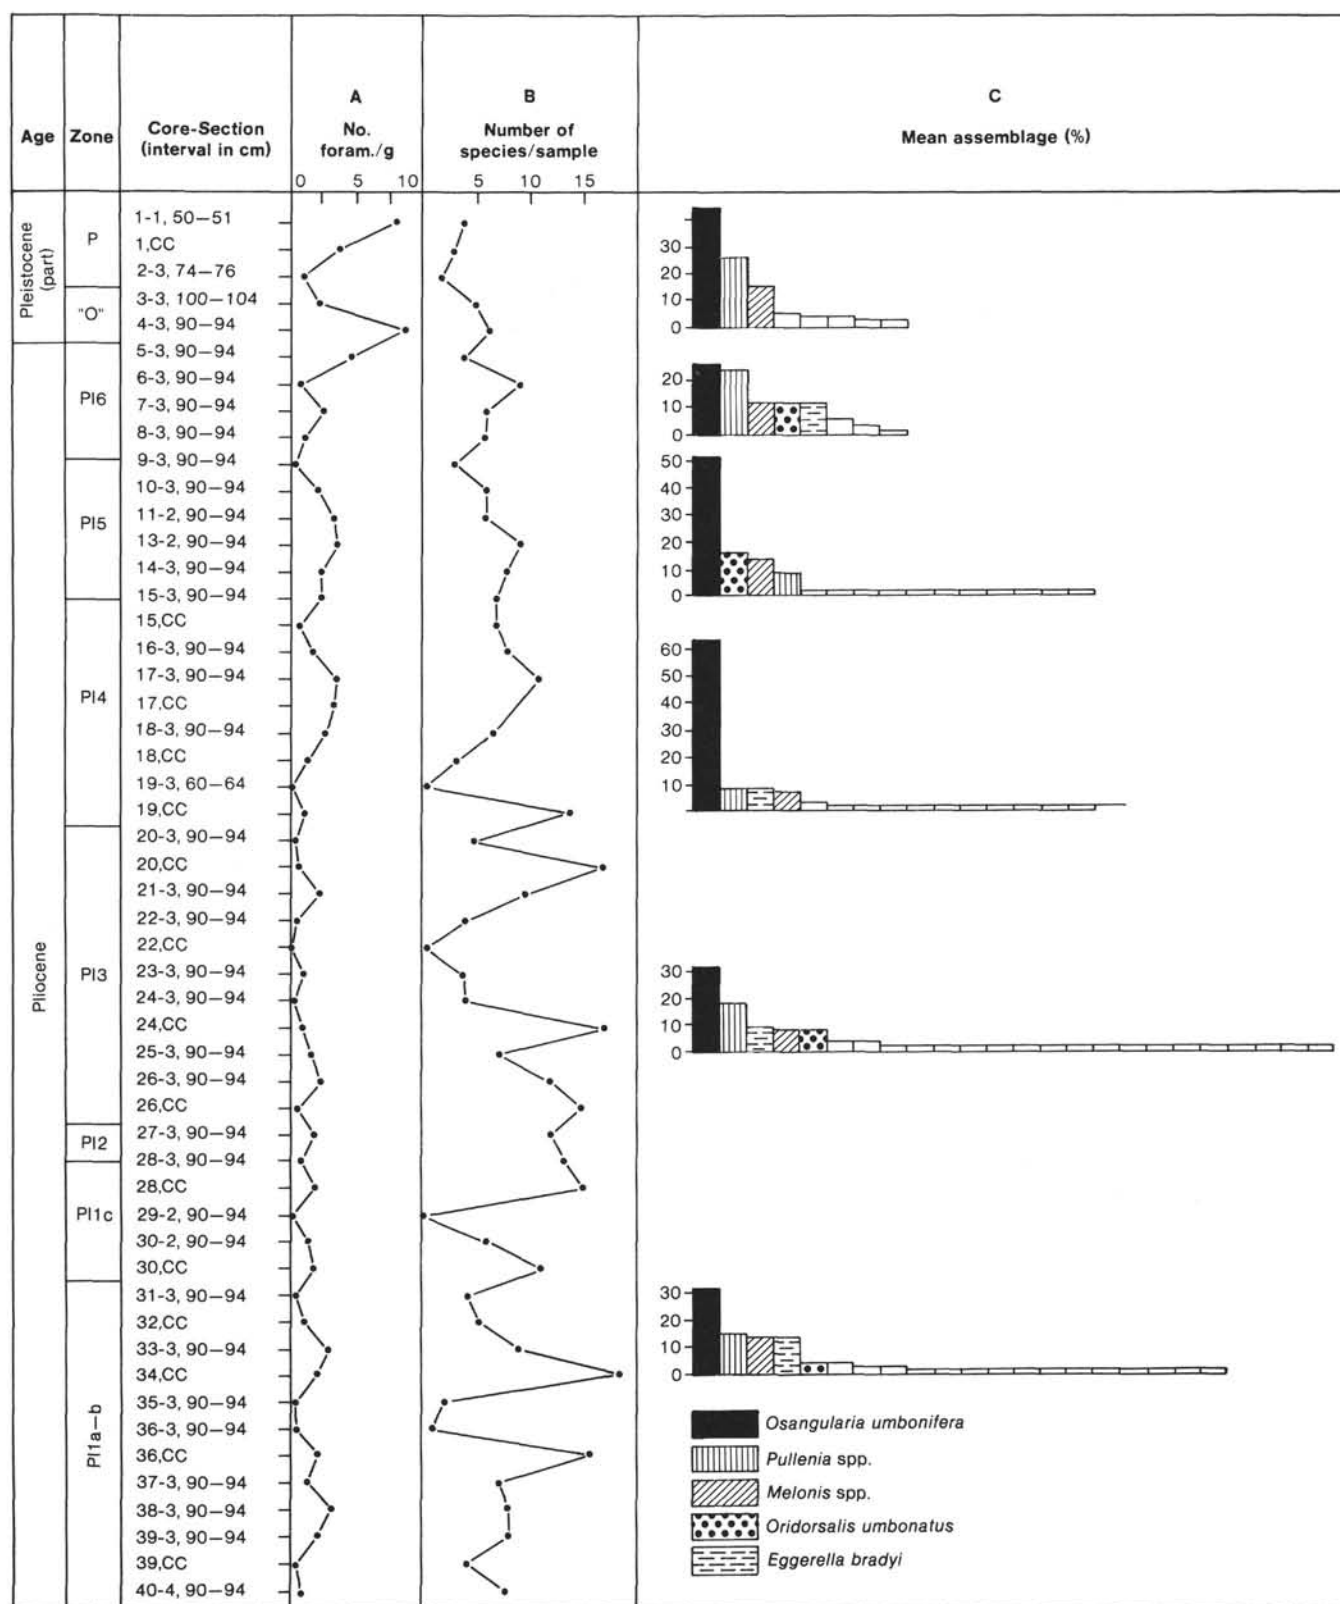 A
B
C
Age
Zone
Core-Section
(interval in cm)
No.
foram./g
Number of
species/sample
Mean assemblage (%)
0 5 10
5 10 15
Pleistocene
(part)
Pliocene
P
"O"
PI6
PI5
PI4
PI3
PI2
PI1c
PI1a–b
1-1, 50–51
1,CC
2-3, 74–76
3-3, 100–104
4-3, 90–94
5-3, 90–94
6-3, 90–94
7-3, 90–94
8-3, 90–94
9-3, 90–94
10-3, 90–94
11-2, 90–94
13-2, 90–94
14-3, 90–94
15-3, 90–94
15,CC
16-3, 90–94
17-3, 90–94
17,CC
18-3, 90–94
18,CC
19-3, 60–64
19,CC
20-3, 90–94
20,CC
21-3, 90–94
22-3, 90–94
22,CC
23-3, 90–94
24-3, 90–94
24,CC
25-3, 90–94
26-3, 90–94
26,CC
27-3, 90–94
28-3, 90–94
28,CC
29-2, 90–94
30-2, 90–94
30,CC
31-3, 90–94
32,CC
33-3, 90–94
34,CC
35-3, 90–94
36-3, 90–94
36,CC
37-3, 90–94
38-3, 90–94
39-3, 90–94
39,CC
40-4, 90–94
30
20
10
0
20
10
0
50
40
30
20
10
0
60
50
40
30
20
10
30
20
10
0
30
20
10
0
Osangularia umbonifera
Pullenia spp.
Melonis spp.
Oridorsalis umbonatus
Eggerella bradyi